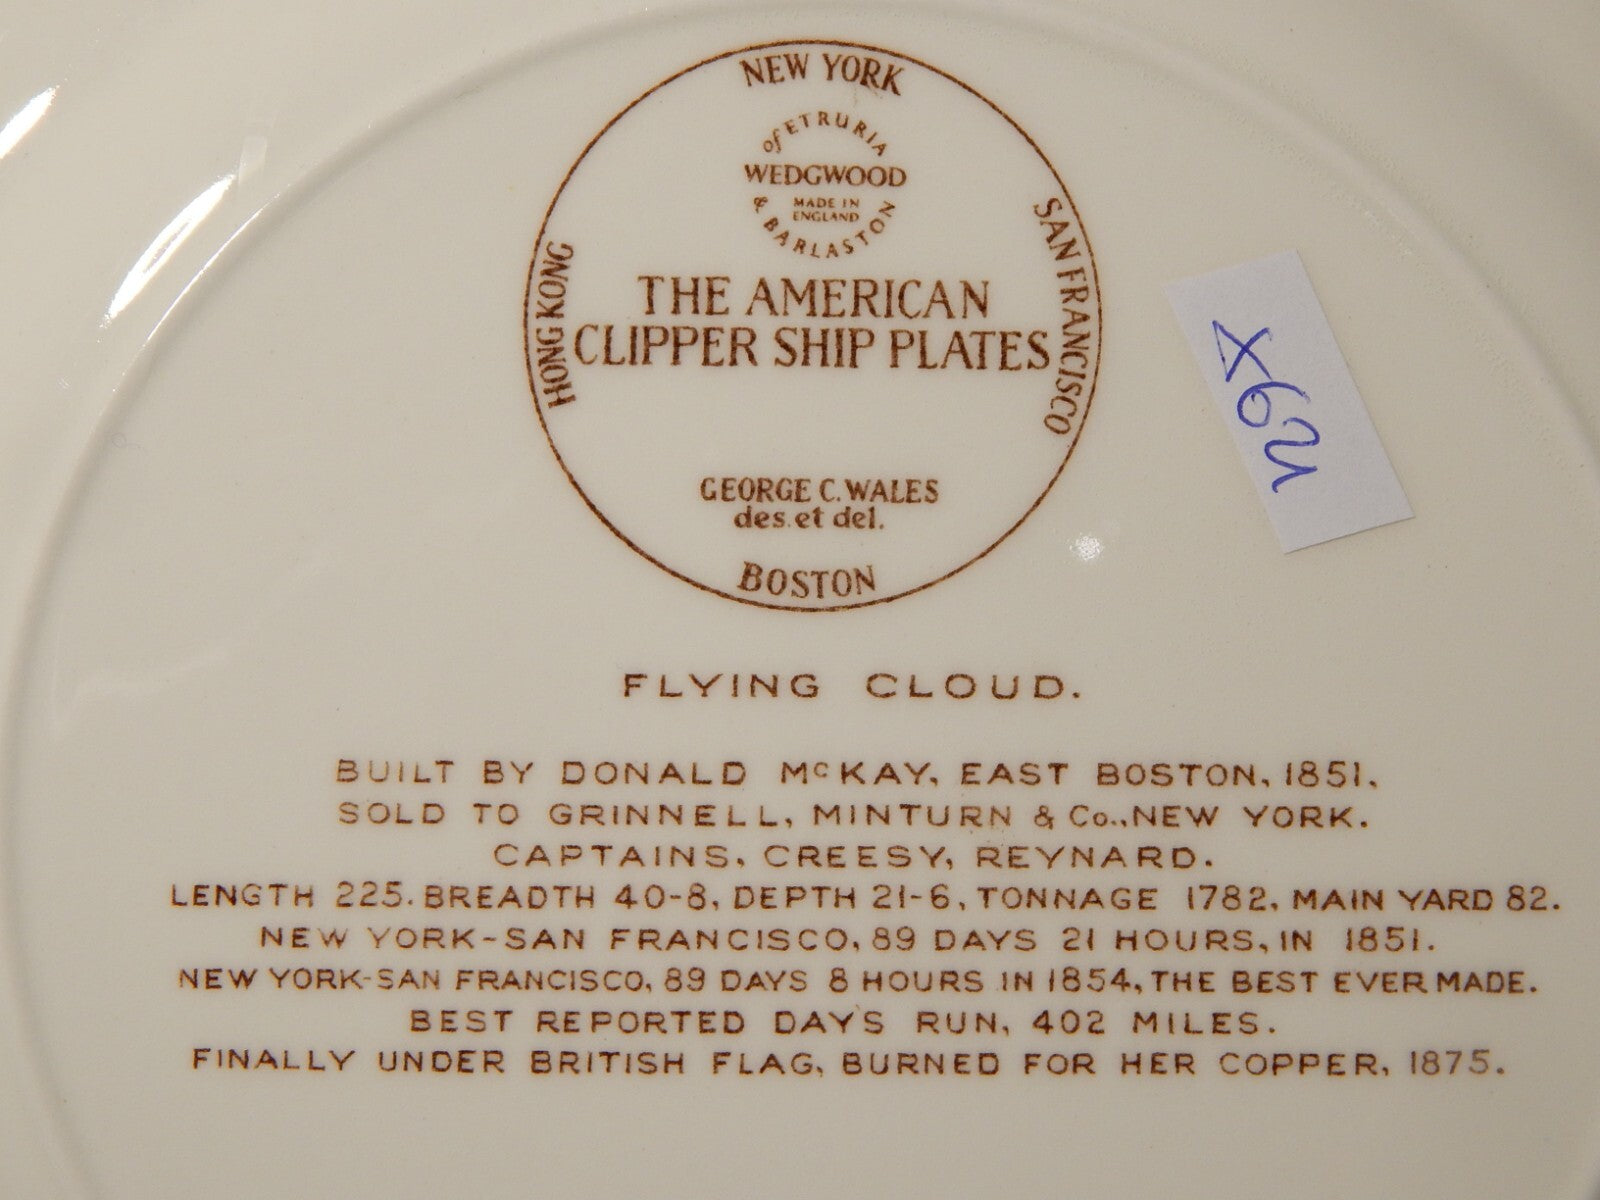 NEW YORK
of ETRURIA
WEDGWOOD
MADE IN
ENGLAND
& BARLASTON
HONG KONG
SAN FRANCISCO
THE AMERICAN
CLIPPER SHIP PLATES
GEORGE C. WALES
des. et del.
BOSTON
FLYING CLOUD.
BUILT BY DONALD McKAY, EAST BOSTON, 1851.
SOLD TO GRINNELL, MINTURN & Co., NEW YORK.
CAPTAINS, CREESY, REYNARD.
LENGTH 225. BREADTH 40-8, DEPTH 21-6, TONNAGE 1782, MAIN YARD 82.
NEW YORK-SAN FRANCISCO, 89 DAYS 21 HOURS, IN 1851.
NEW YORK-SAN FRANCISCO, 89 DAYS 8 HOURS IN 1854, THE BEST EVER MADE.
BEST REPORTED DAYS RUN, 402 MILES.
FINALLY UNDER BRITISH FLAG, BURNED FOR HER COPPER, 1875.